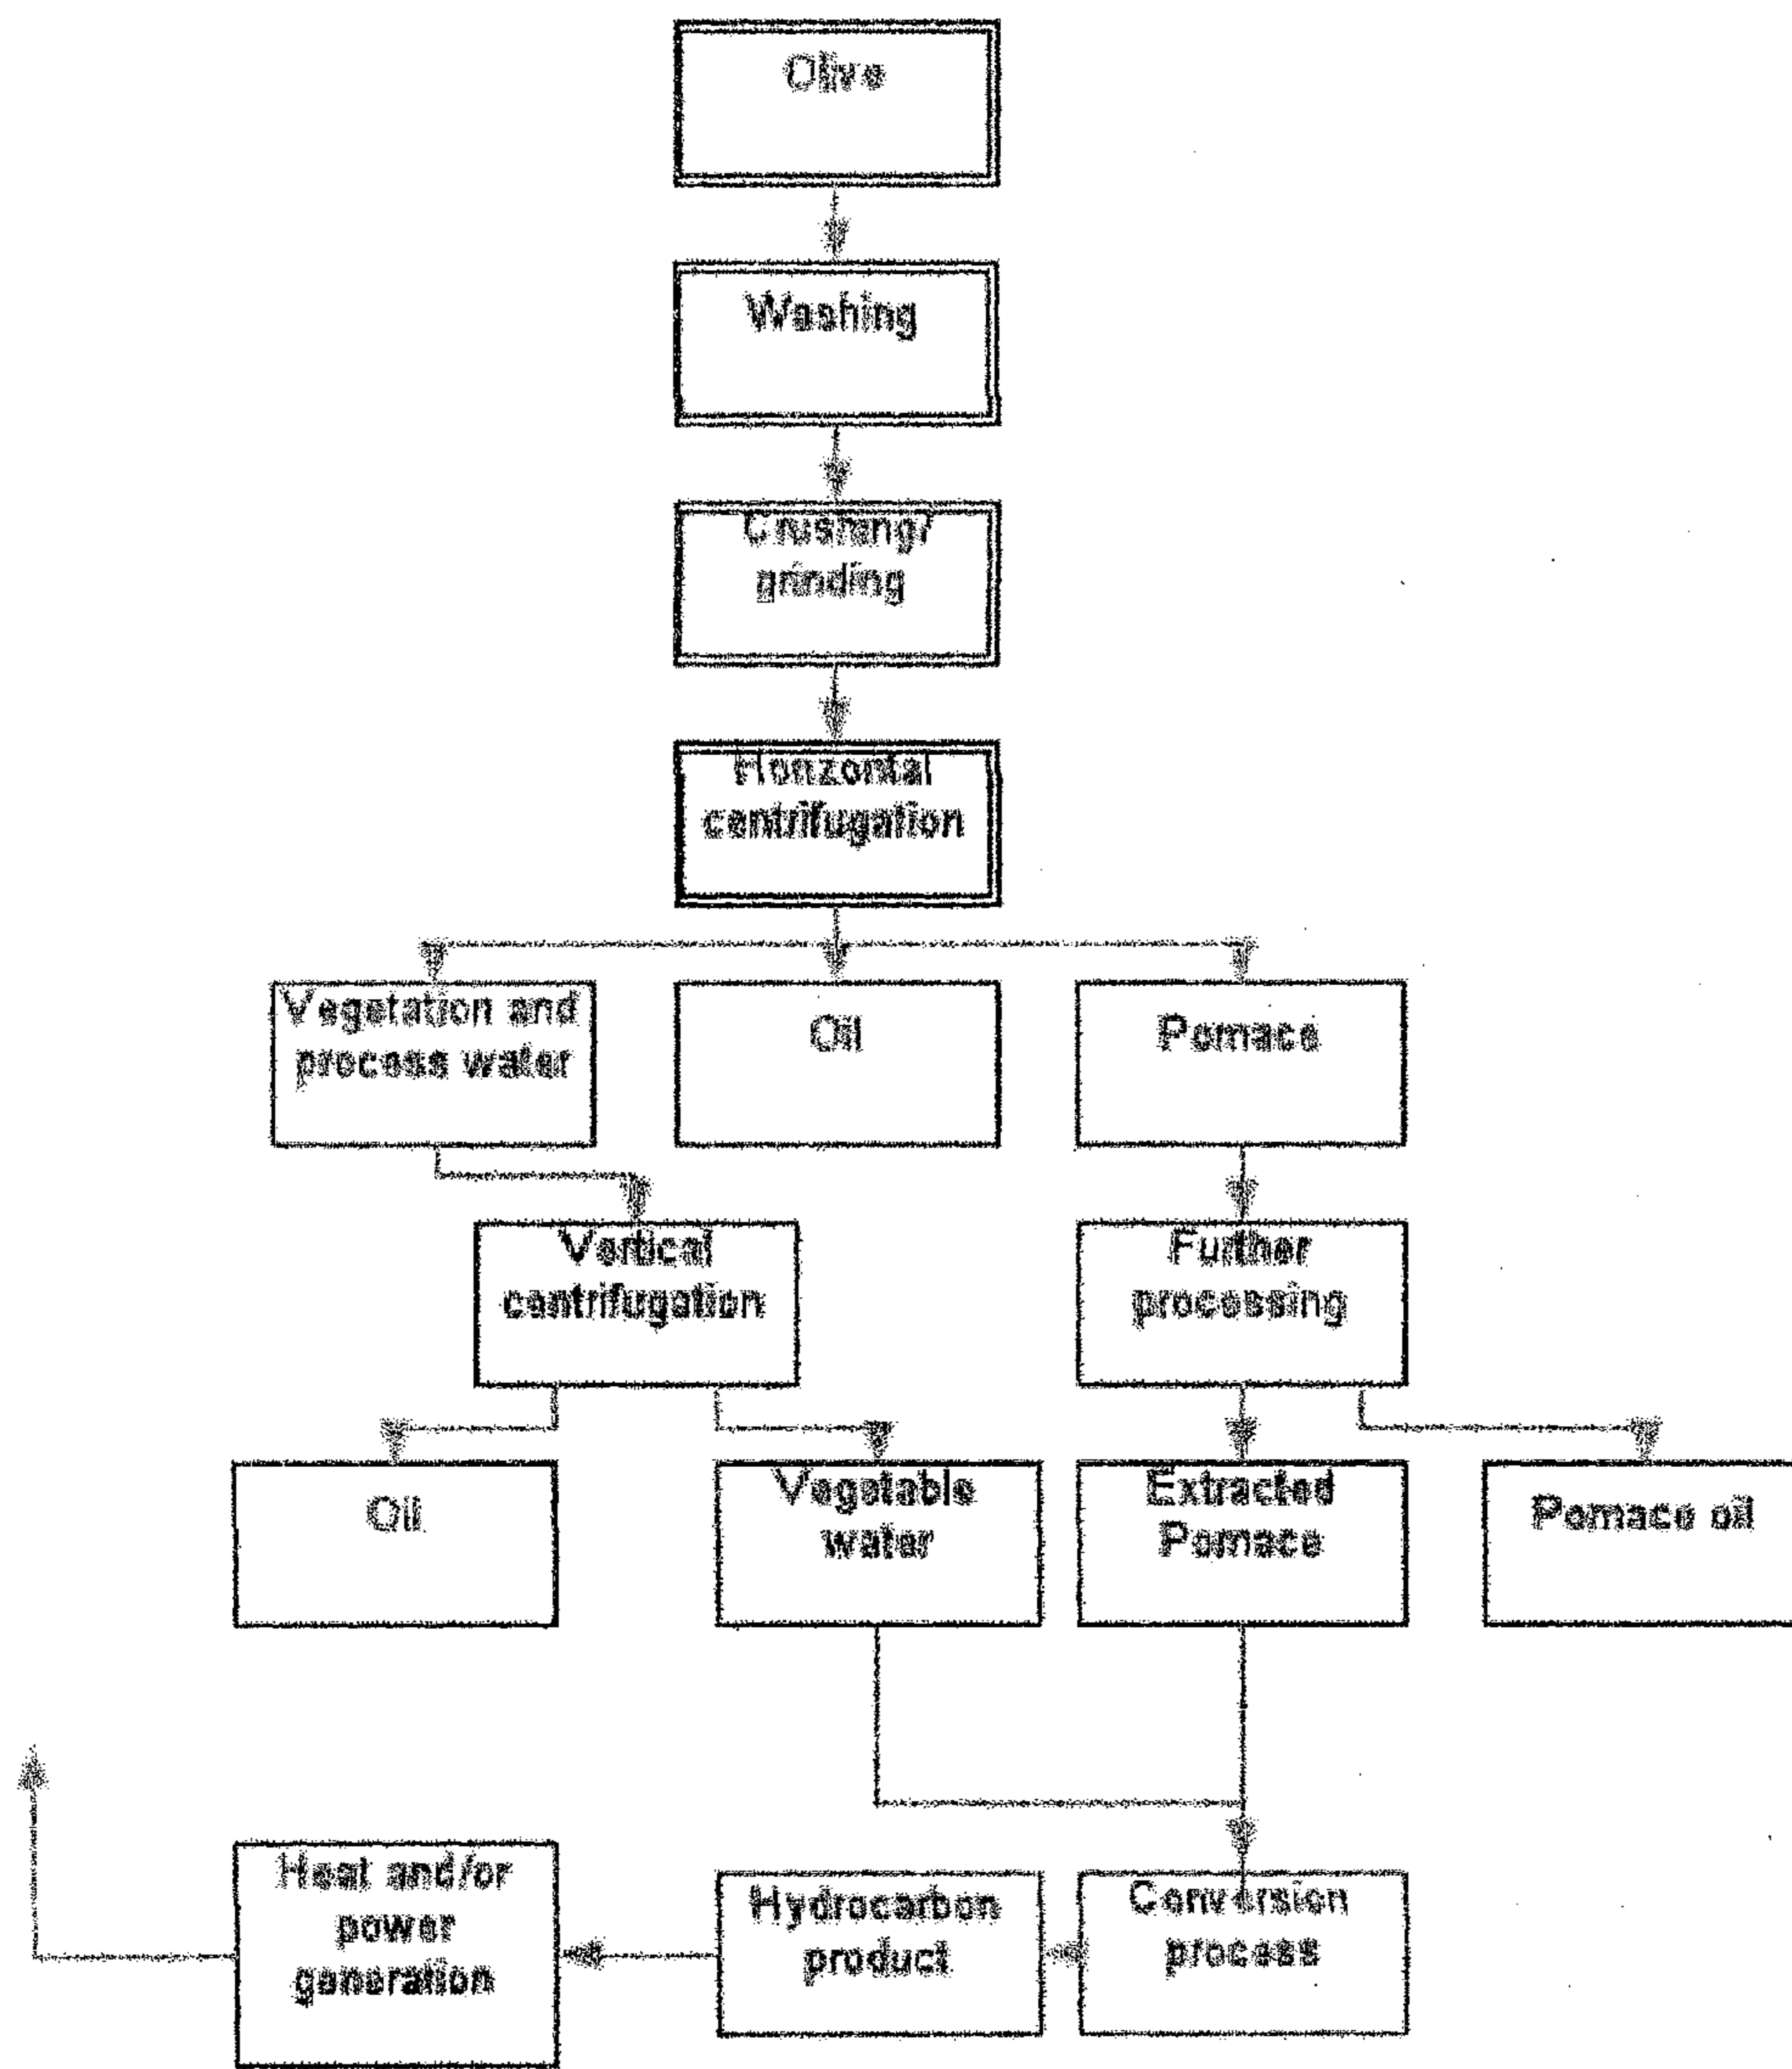 Olive
Washing
Crushing/
grinding
Horizontal
centrifugation
Vegetation and
process water
Oil
Pomace
Vertical
centrifugation
Further
processing
Oil
Vegetable
water
Extracted
Pomace
Pomace oil
Heat and/or
power
generation
Hydrocarbon
product
Conversion
process